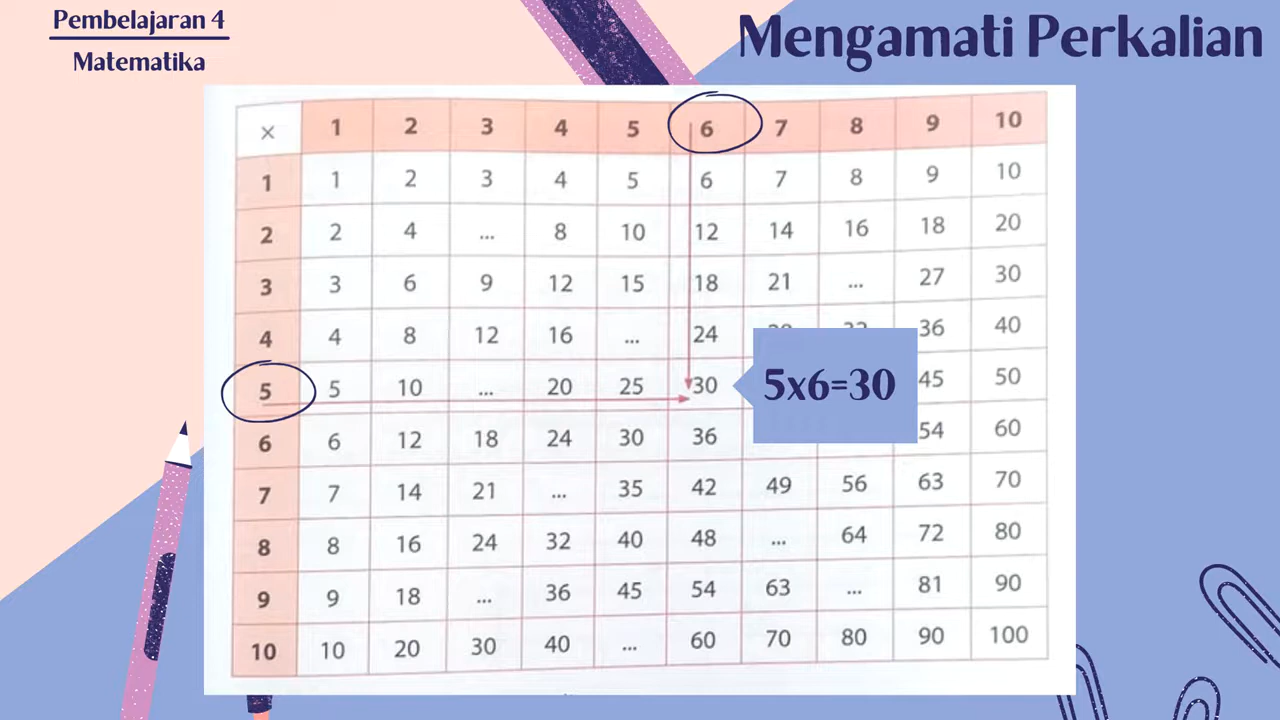 Pembelajaran 4
Matematika
Mengamati Perkalian
× 1 2 3 4 5 6 7 8 9 10
1 1 2 3 4 5 6 7 8 9 10
2 2 4 ... 8 10 12 14 16 18 20
3 3 6 9 12 15 18 21 ... 27 30
4 4 8 12 16 ... 24 36 40
5 5 10 ... 20 25 30 5x6=30 45 50
6 6 12 18 24 30 36 54 60
7 7 14 21 ... 35 42 49 56 63 70
8 8 16 24 32 40 48 ... 64 72 80
9 9 18 ... 36 45 54 63 ... 81 90
10 10 20 30 40 ... 60 70 80 90 100